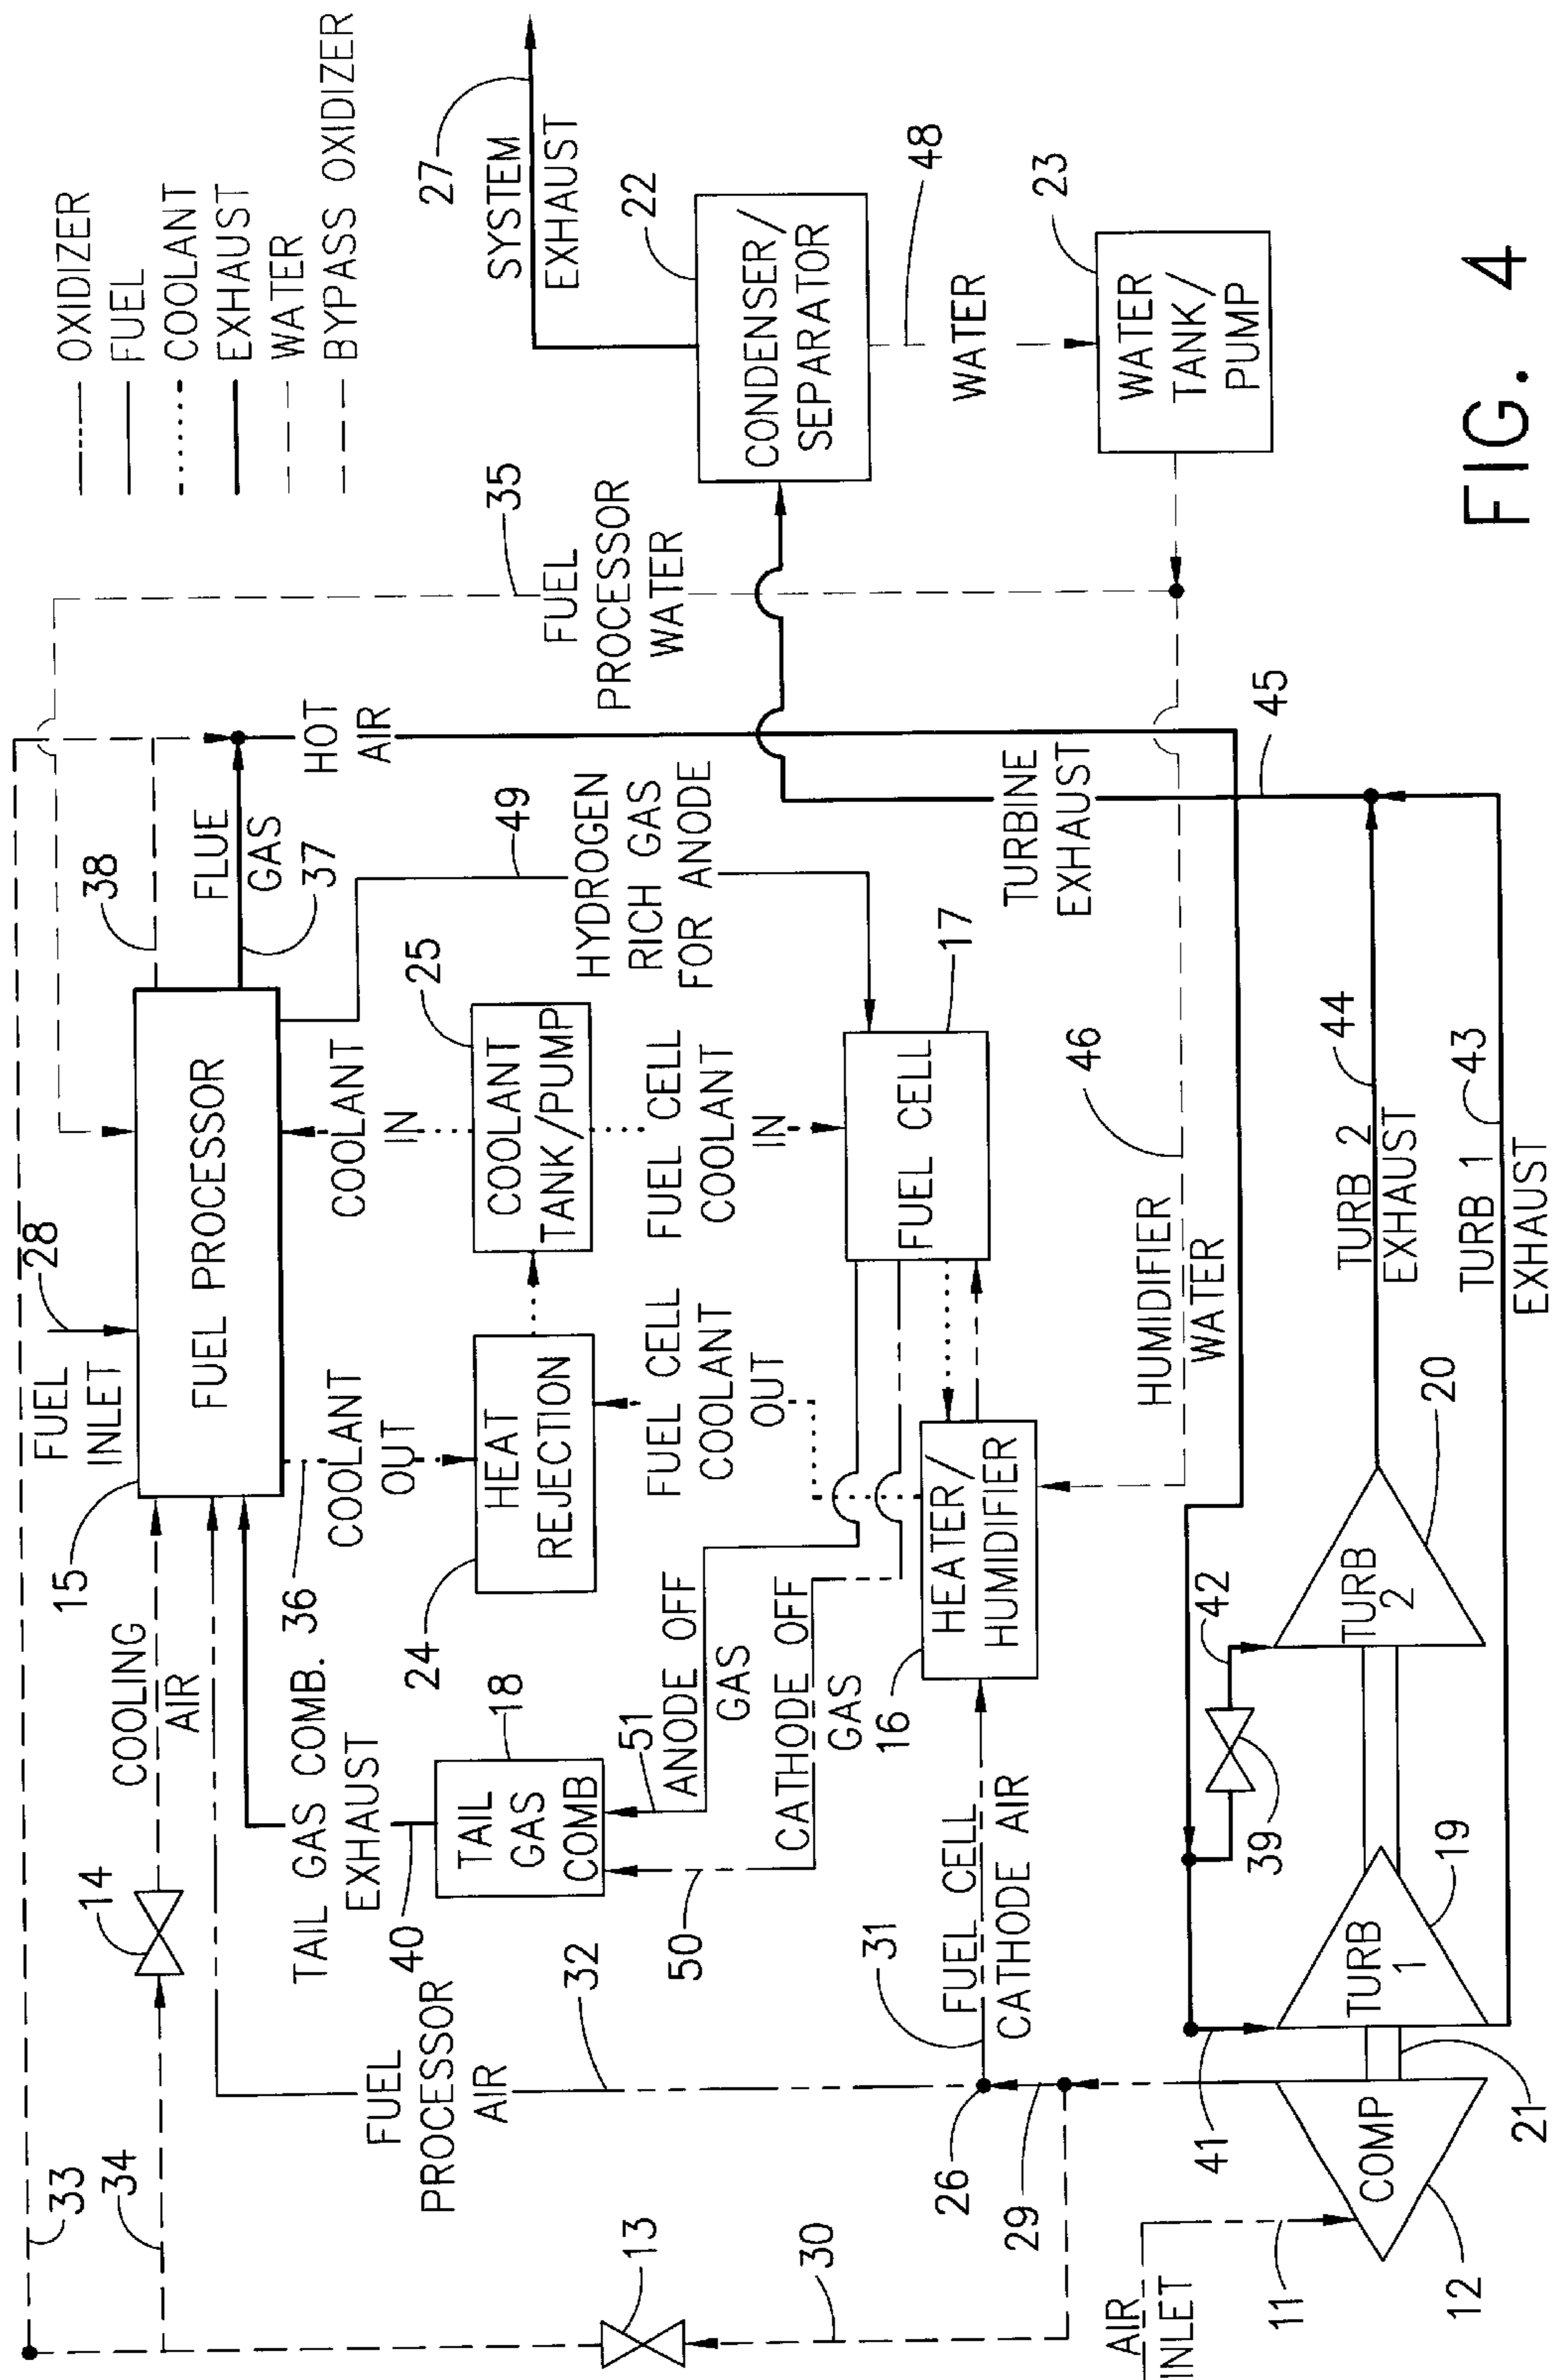 OXIDIZER
FUEL
COOLANT
EXHAUST
WATER
BYPASS OXIDIZER
33
34
14
COOLING
AIR
15
FUEL
INLET
28
FUEL PROCESSOR
38
FLUE
GAS
37
HOT
AIR
35
FUEL
PROCESSOR
WATER
27
SYSTEM
EXHAUST
22
CONDENSER/
SEPARATOR
48
WATER
23
WATER
TANK/
PUMP
FUEL
PROCESSOR
AIR
32
TAIL GAS COMB.
EXHAUST
40
36
COOLANT
OUT
COOLANT
IN
49
HYDROGEN
RICH GAS
FOR ANODE
18
TAIL
GAS
COMB
24
HEAT
REJECTION
25
COOLANT
TANK/PUMP
13
30
50
51
ANODE OFF
GAS
CATHODE OFF
GAS
FUEL CELL
COOLANT
OUT
FUEL CELL
COOLANT
IN
17
FUEL CELL
26
29
31
FUEL CELL
CATHODE AIR
16
HEATER/
HUMIDIFIER
46
HUMIDIFIER
WATER
TURBINE
EXHAUST
45
AIR
INLET
11
12
COMP
21
41
TURB
1
19
39
42
TURB
2
20
TURB 2
EXHAUST
44
TURB 1
EXHAUST
43
FIG. 4